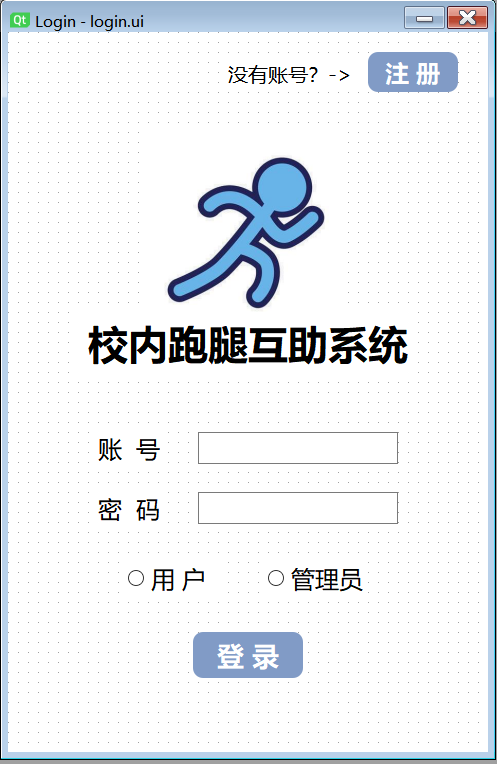 Qt Login - login.ui
没有账号？-> 注 册
校内跑腿互助系统
账 号
密 码
用 户 管理员
登 录